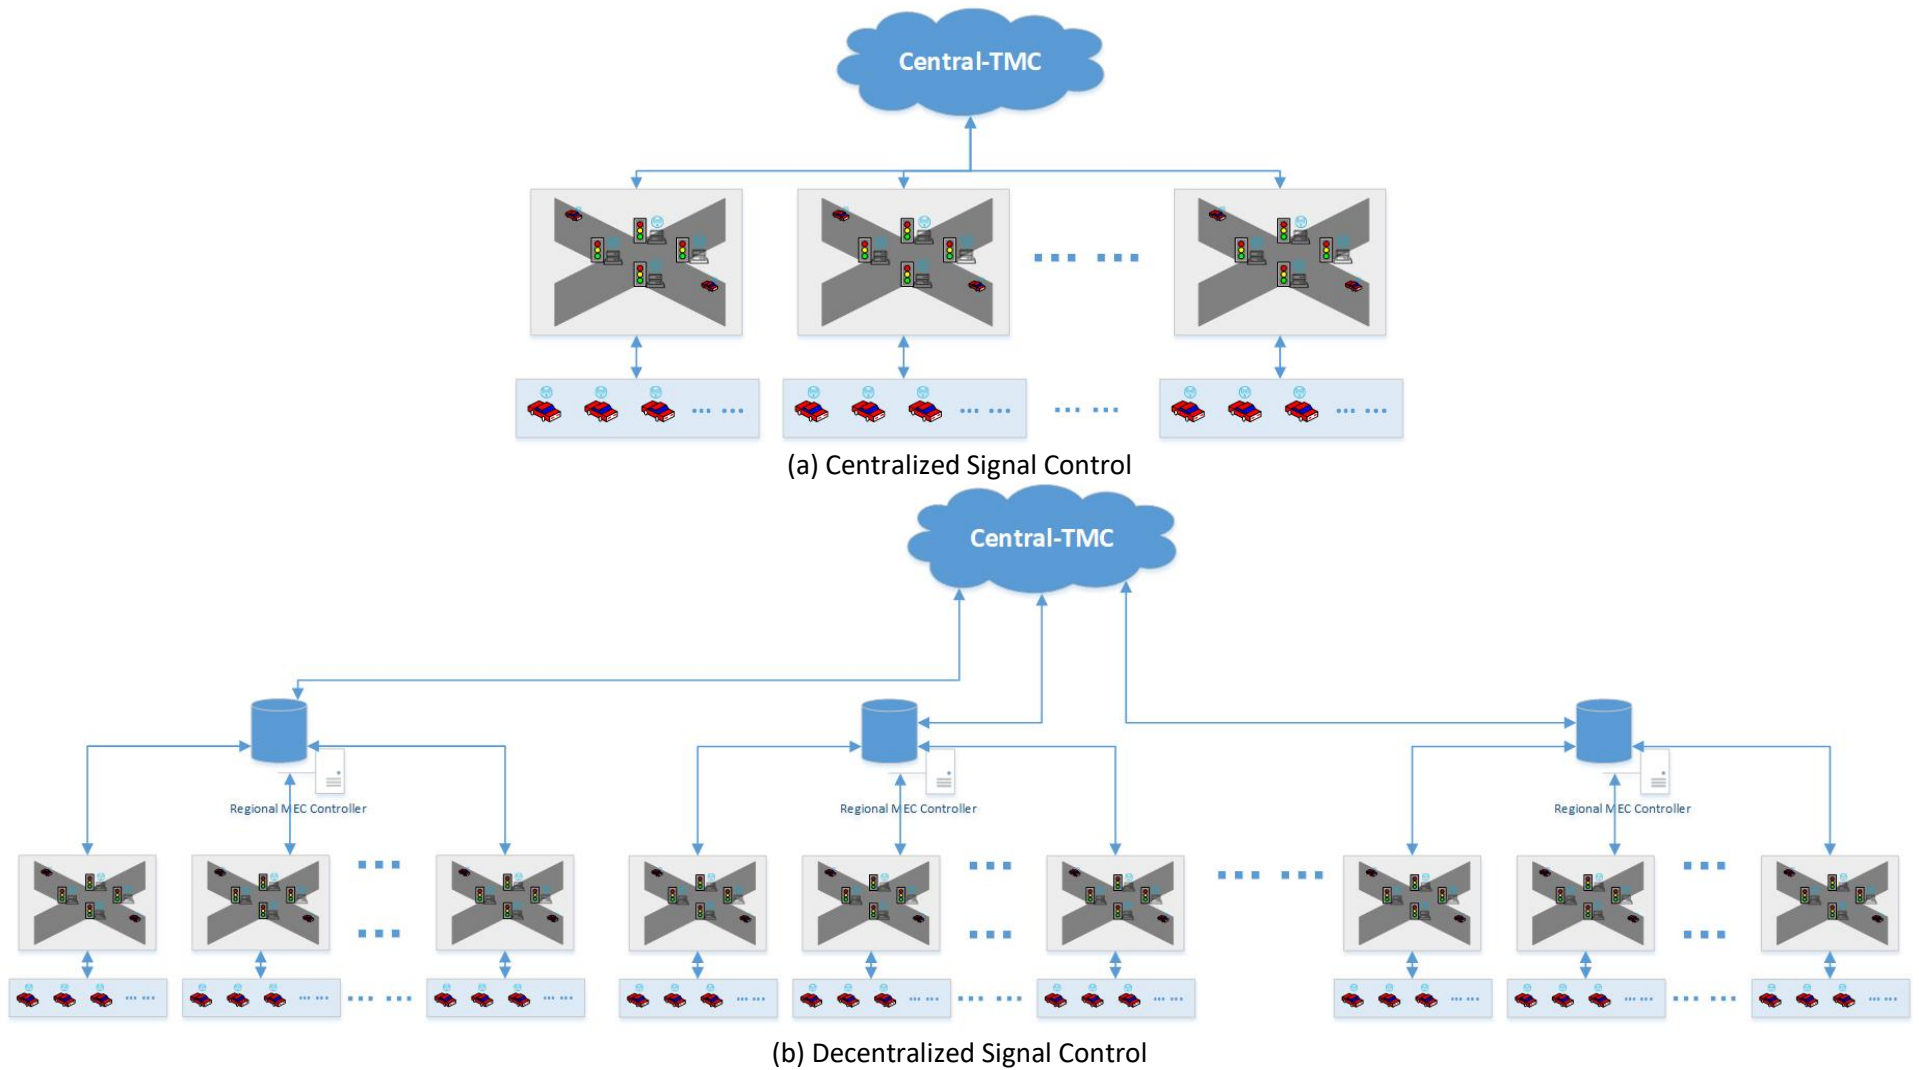 Central-TMC
(a) Centralized Signal Control
Central-TMC
Regional MEC Controller
Regional MEC Controller
Regional MEC Controller
(b) Decentralized Signal Control